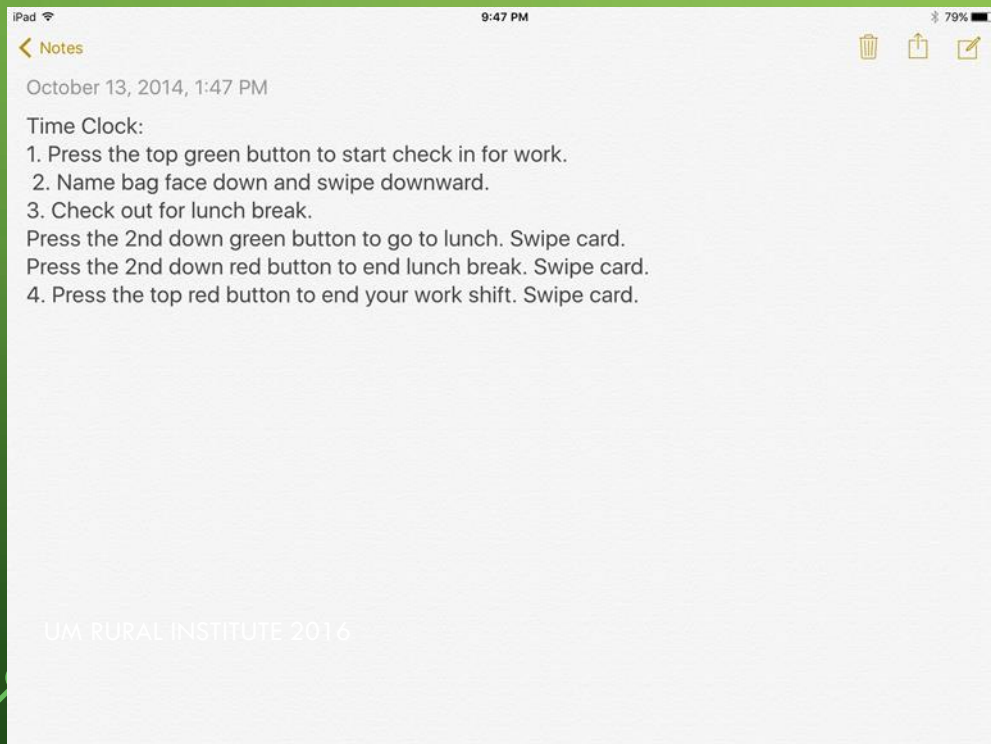 iPad
9:47 PM
79%
Notes
October 13, 2014, 1:47 PM
Time Clock:
1. Press the top green button to start check in for work.
2. Name bag face down and swipe downward.
3. Check out for lunch break.
Press the 2nd down green button to go to lunch. Swipe card.
Press the 2nd down red button to end lunch break. Swipe card.
4. Press the top red button to end your work shift. Swipe card.
UM RURAL INSTITUTE 2016